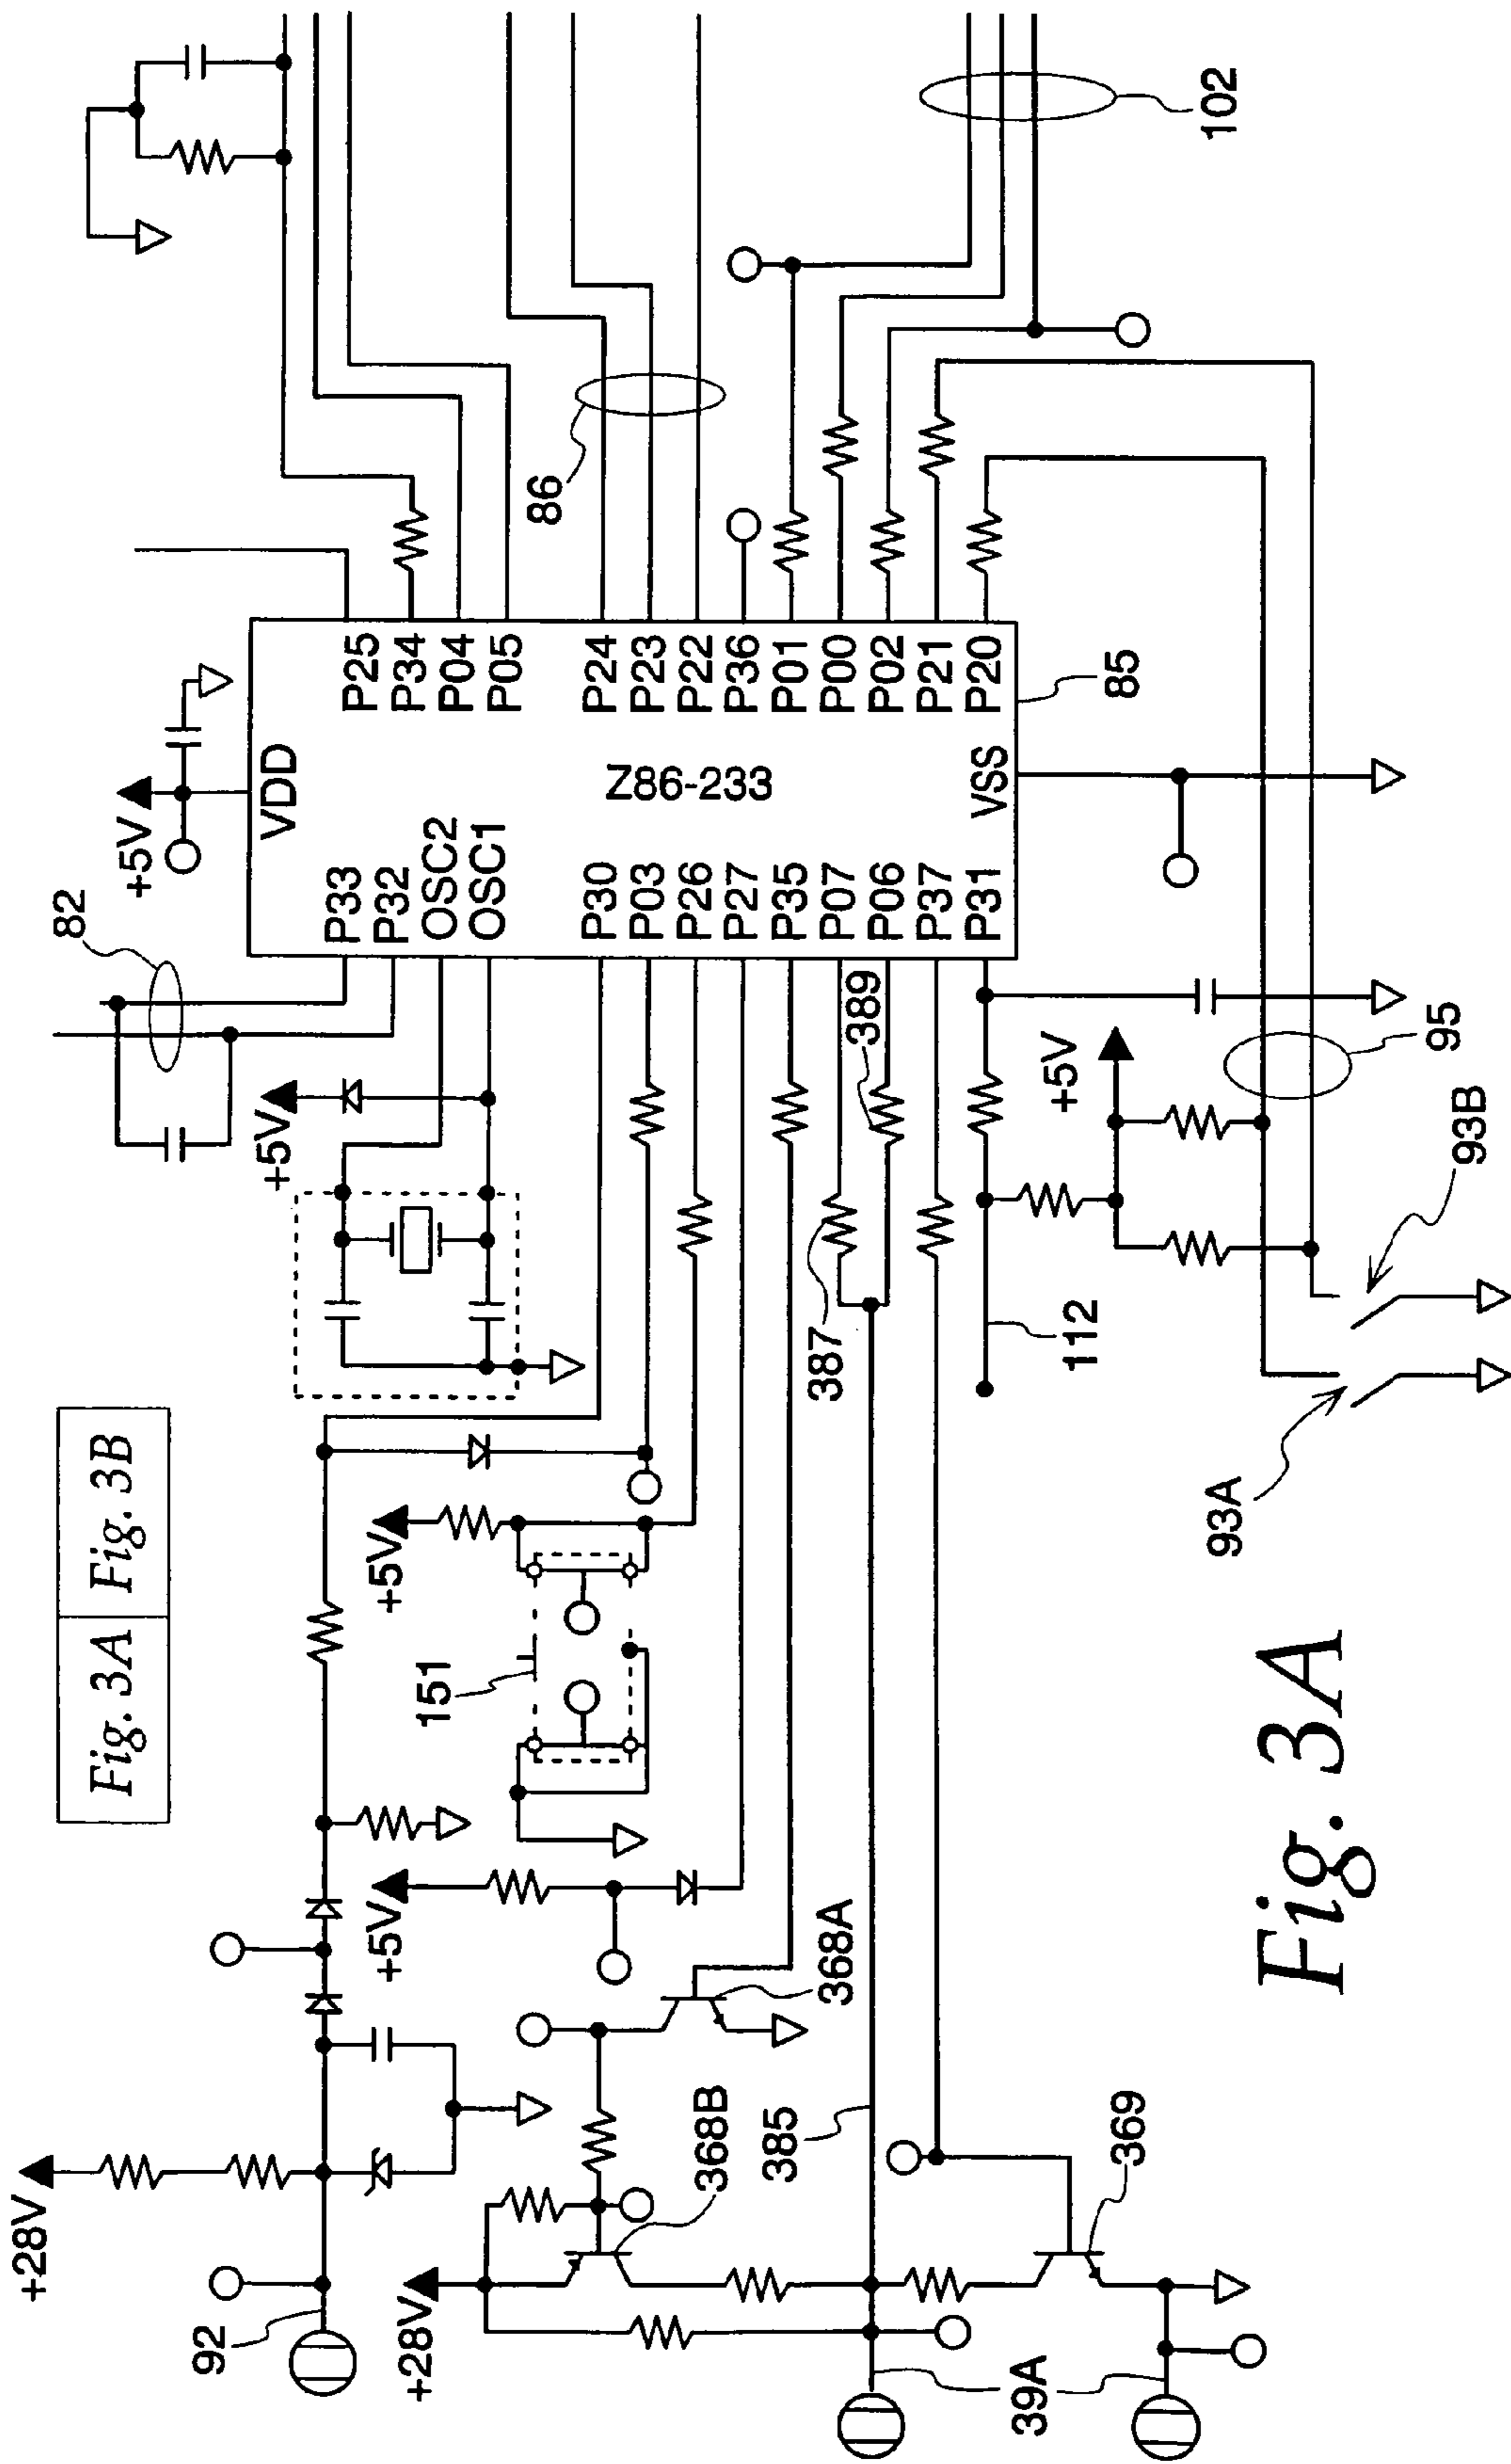 Fig. 3A Fig. 3B
+28V
92
+28V
+5V
151
+5V
+5V
82
+5V
VDD
P33
P32
OSC2
OSC1
P30
P03
P26
P27
P35
P07
P06
P37
P31
Z86-233
VSS
P25
P34
P04
P05
P24
P23
P22
P36
P01
P00
P02
P21
P20
85
86
102
368B
368A
385
387
389
369
39A
112
+5V
95
93A
93B
Fig. 3A